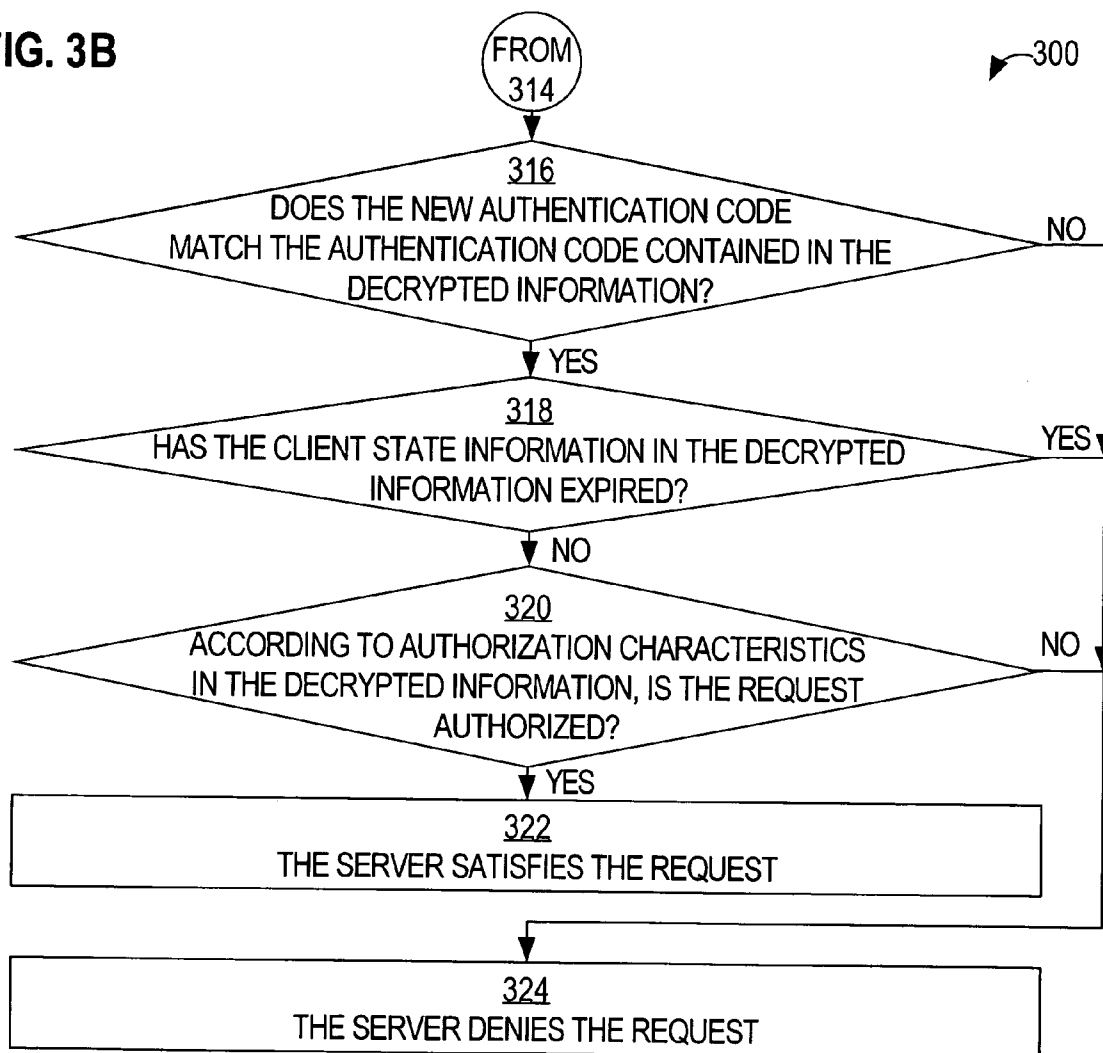 FIG. 3B
FROM
314
300
316
DOES THE NEW AUTHENTICATION CODE
MATCH THE AUTHENTICATION CODE CONTAINED IN THE
DECRYPTED INFORMATION?
NO
YES
318
HAS THE CLIENT STATE INFORMATION IN THE DECRYPTED
INFORMATION EXPIRED?
YES
NO
320
ACCORDING TO AUTHORIZATION CHARACTERISTICS
IN THE DECRYPTED INFORMATION, IS THE REQUEST
AUTHORIZED?
NO
YES
322
THE SERVER SATISFIES THE REQUEST
324
THE SERVER DENIES THE REQUEST